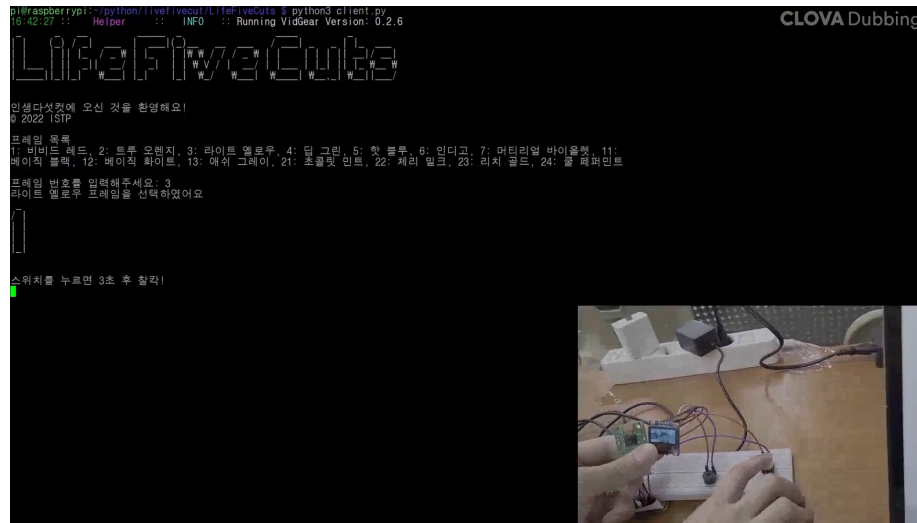 pi@raspberrypi:~/python/livefivecut/LifeFiveCuts $ python3 client.py
16:42:27 :: Helper :: INFO :: Running VidGear Version: 0.2.6
CLOVA Dubbing
LifeFiveCuts
인생다섯컷에 오신 것을 환영해요!
© 2022 ISTP
프레임 목록
1: 비비드 레드, 2: 트루 오렌지, 3: 라이트 옐로우, 4: 딥 그린, 5: 핫 블루, 6: 인디고, 7: 머티리얼 바이올렛, 11:
베이직 블랙, 12: 베이직 화이트, 13: 애쉬 그레이, 21: 초콜릿 민트, 22: 체리 밀크, 23: 리치 골드, 24: 쿨 페퍼민트
프레임 번호를 입력해주세요: 3
라이트 옐로우 프레임을 선택하였어요
1
스위치를 누르면 3초 후 찰칵!